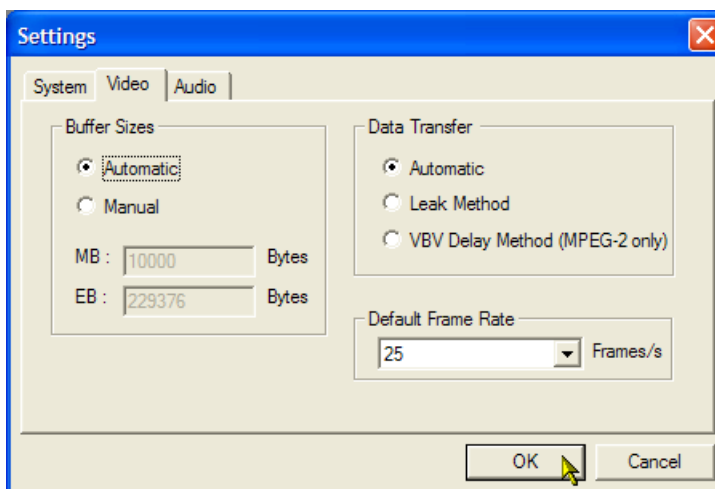 Settings
System Video Audio
Buffer Sizes
Automatic
Manual
MB : 10000 Bytes
EB : 229376 Bytes
Data Transfer
Automatic
Leak Method
VBV Delay Method (MPEG-2 only)
Default Frame Rate
25 Frames/s
OK Cancel